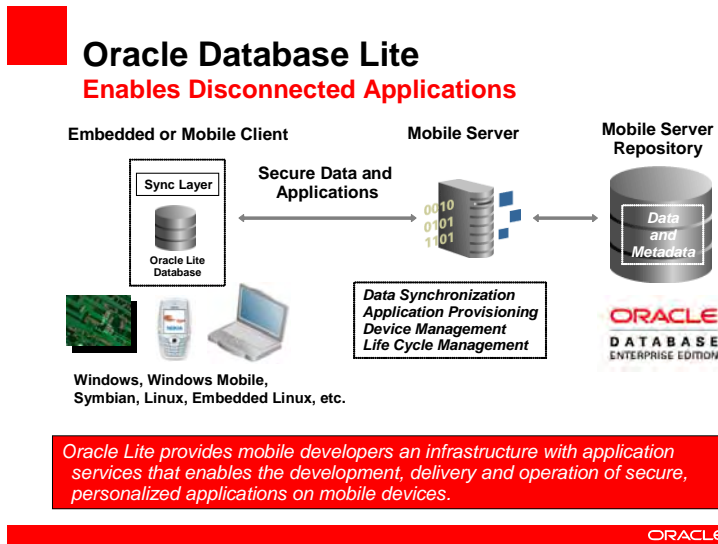 Oracle Database Lite
Enables Disconnected Applications
Embedded or Mobile Client
Mobile Server
Mobile Server
Repository
Secure Data and
Applications
Sync Layer
Oracle Lite
Database
0010
0101
1101
Data
and
Metadata
NOKIA
Data Synchronization
Application Provisioning
Device Management
Life Cycle Management
ORACLE
DATABASE
ENTERPRISE EDITION
Windows, Windows Mobile,
Symbian, Linux, Embedded Linux, etc.
Oracle Lite provides mobile developers an infrastructure with application
services that enables the development, delivery and operation of secure,
personalized applications on mobile devices.
ORACLE